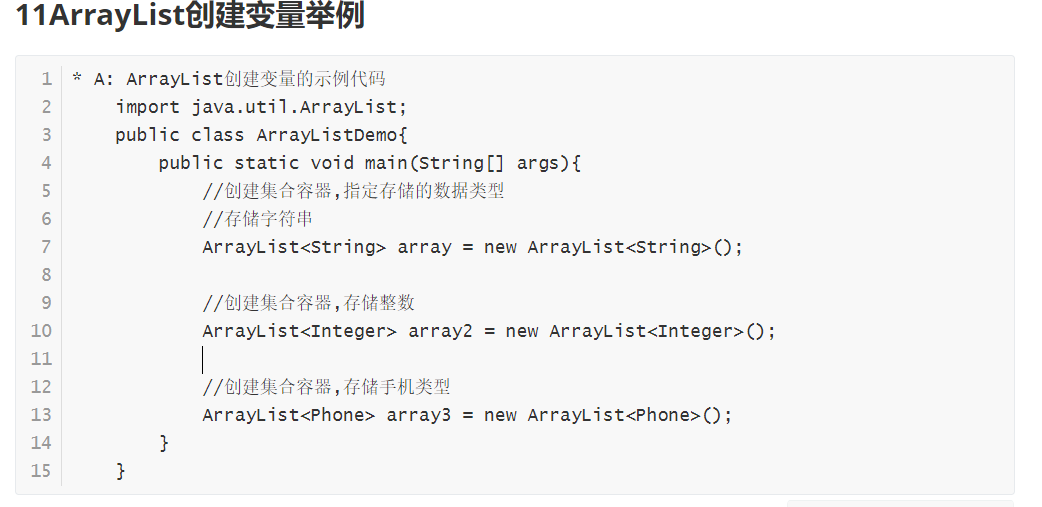 11ArrayList创建变量举例
1 * A: ArrayList创建变量的示例代码
2 import java.util.ArrayList;
3 public class ArrayListDemo{
4 public static void main(String[] args){
5 //创建集合容器,指定存储的数据类型
6 //存储字符串
7 ArrayList<String> array = new ArrayList<String>();
8
9 //创建集合容器,存储整数
10 ArrayList<Integer> array2 = new ArrayList<Integer>();
11
12 //创建集合容器,存储手机类型
13 ArrayList<Phone> array3 = new ArrayList<Phone>();
14 }
15 }